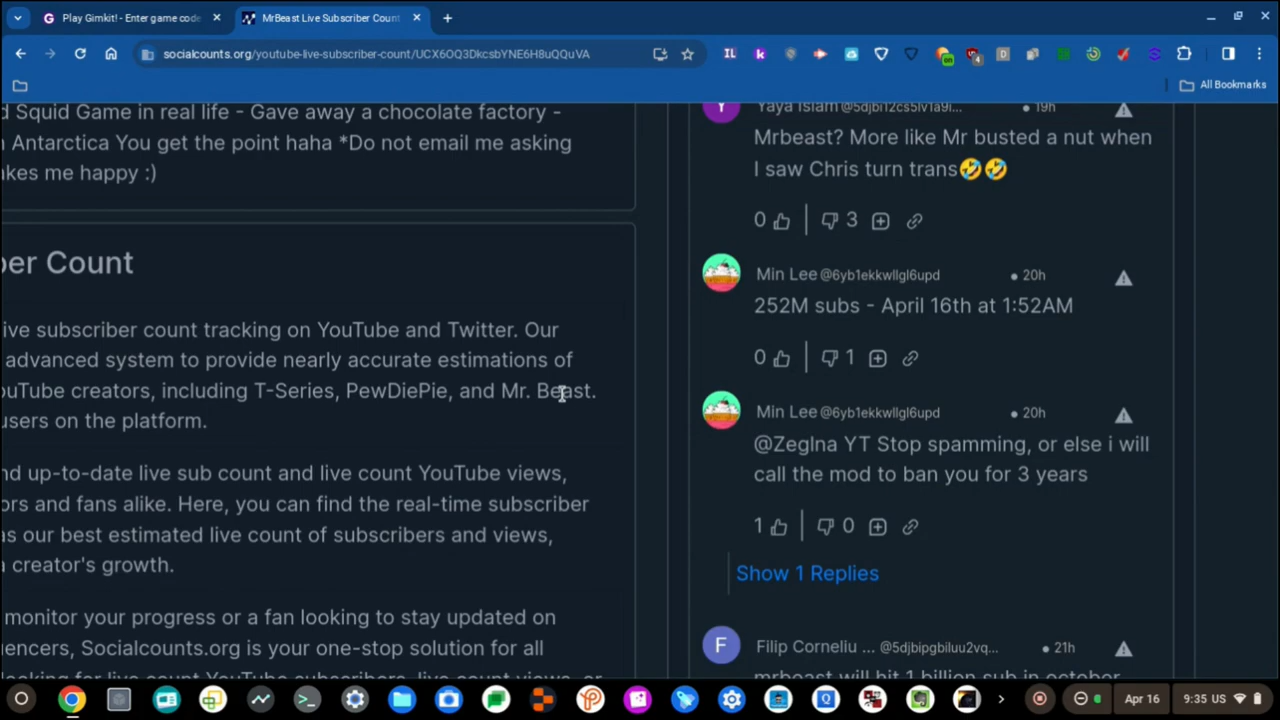 Play Gimkit! - Enter game code
MrBeast Live Subscriber Count
socialcounts.org/youtube-live-subscriber-count/UCX6OQ3DkcsbYNE6H8uQQuVA
All Bookmarks
d Squid Game in real life - Gave away a chocolate factory -
Antarctica You get the point haha *Do not email me asking
akes me happy :)
ber Count
ive subscriber count tracking on YouTube and Twitter. Our
advanced system to provide nearly accurate estimations of
ouTube creators, including T-Series, PewDiePie, and Mr. Beast.
users on the platform.
nd up-to-date live sub count and live count YouTube views,
ors and fans alike. Here, you can find the real-time subscriber
as our best estimated live count of subscribers and views,
a creator's growth.
monitor your progress or a fan looking to stay updated on
encers, Socialcounts.org is your one-stop solution for all
Yaya Islam @5djbi12cs5lv1a9i... • 19h
Mrbeast? More like Mr busted a nut when
I saw Chris turn trans🤣🤣
0 3
Min Lee @6yb1ekkwllgl6upd • 20h
252M subs - April 16th at 1:52AM
0 1
Min Lee @6yb1ekkwllgl6upd • 20h
@Zeglna YT Stop spamming, or else i will
call the mod to ban you for 3 years
1 0
Show 1 Replies
F Filip Corneliu ... @5djbipgbiluu2vq... • 21h
mrbeast will hit 1 billion sub in october
Apr 16 9:35 US